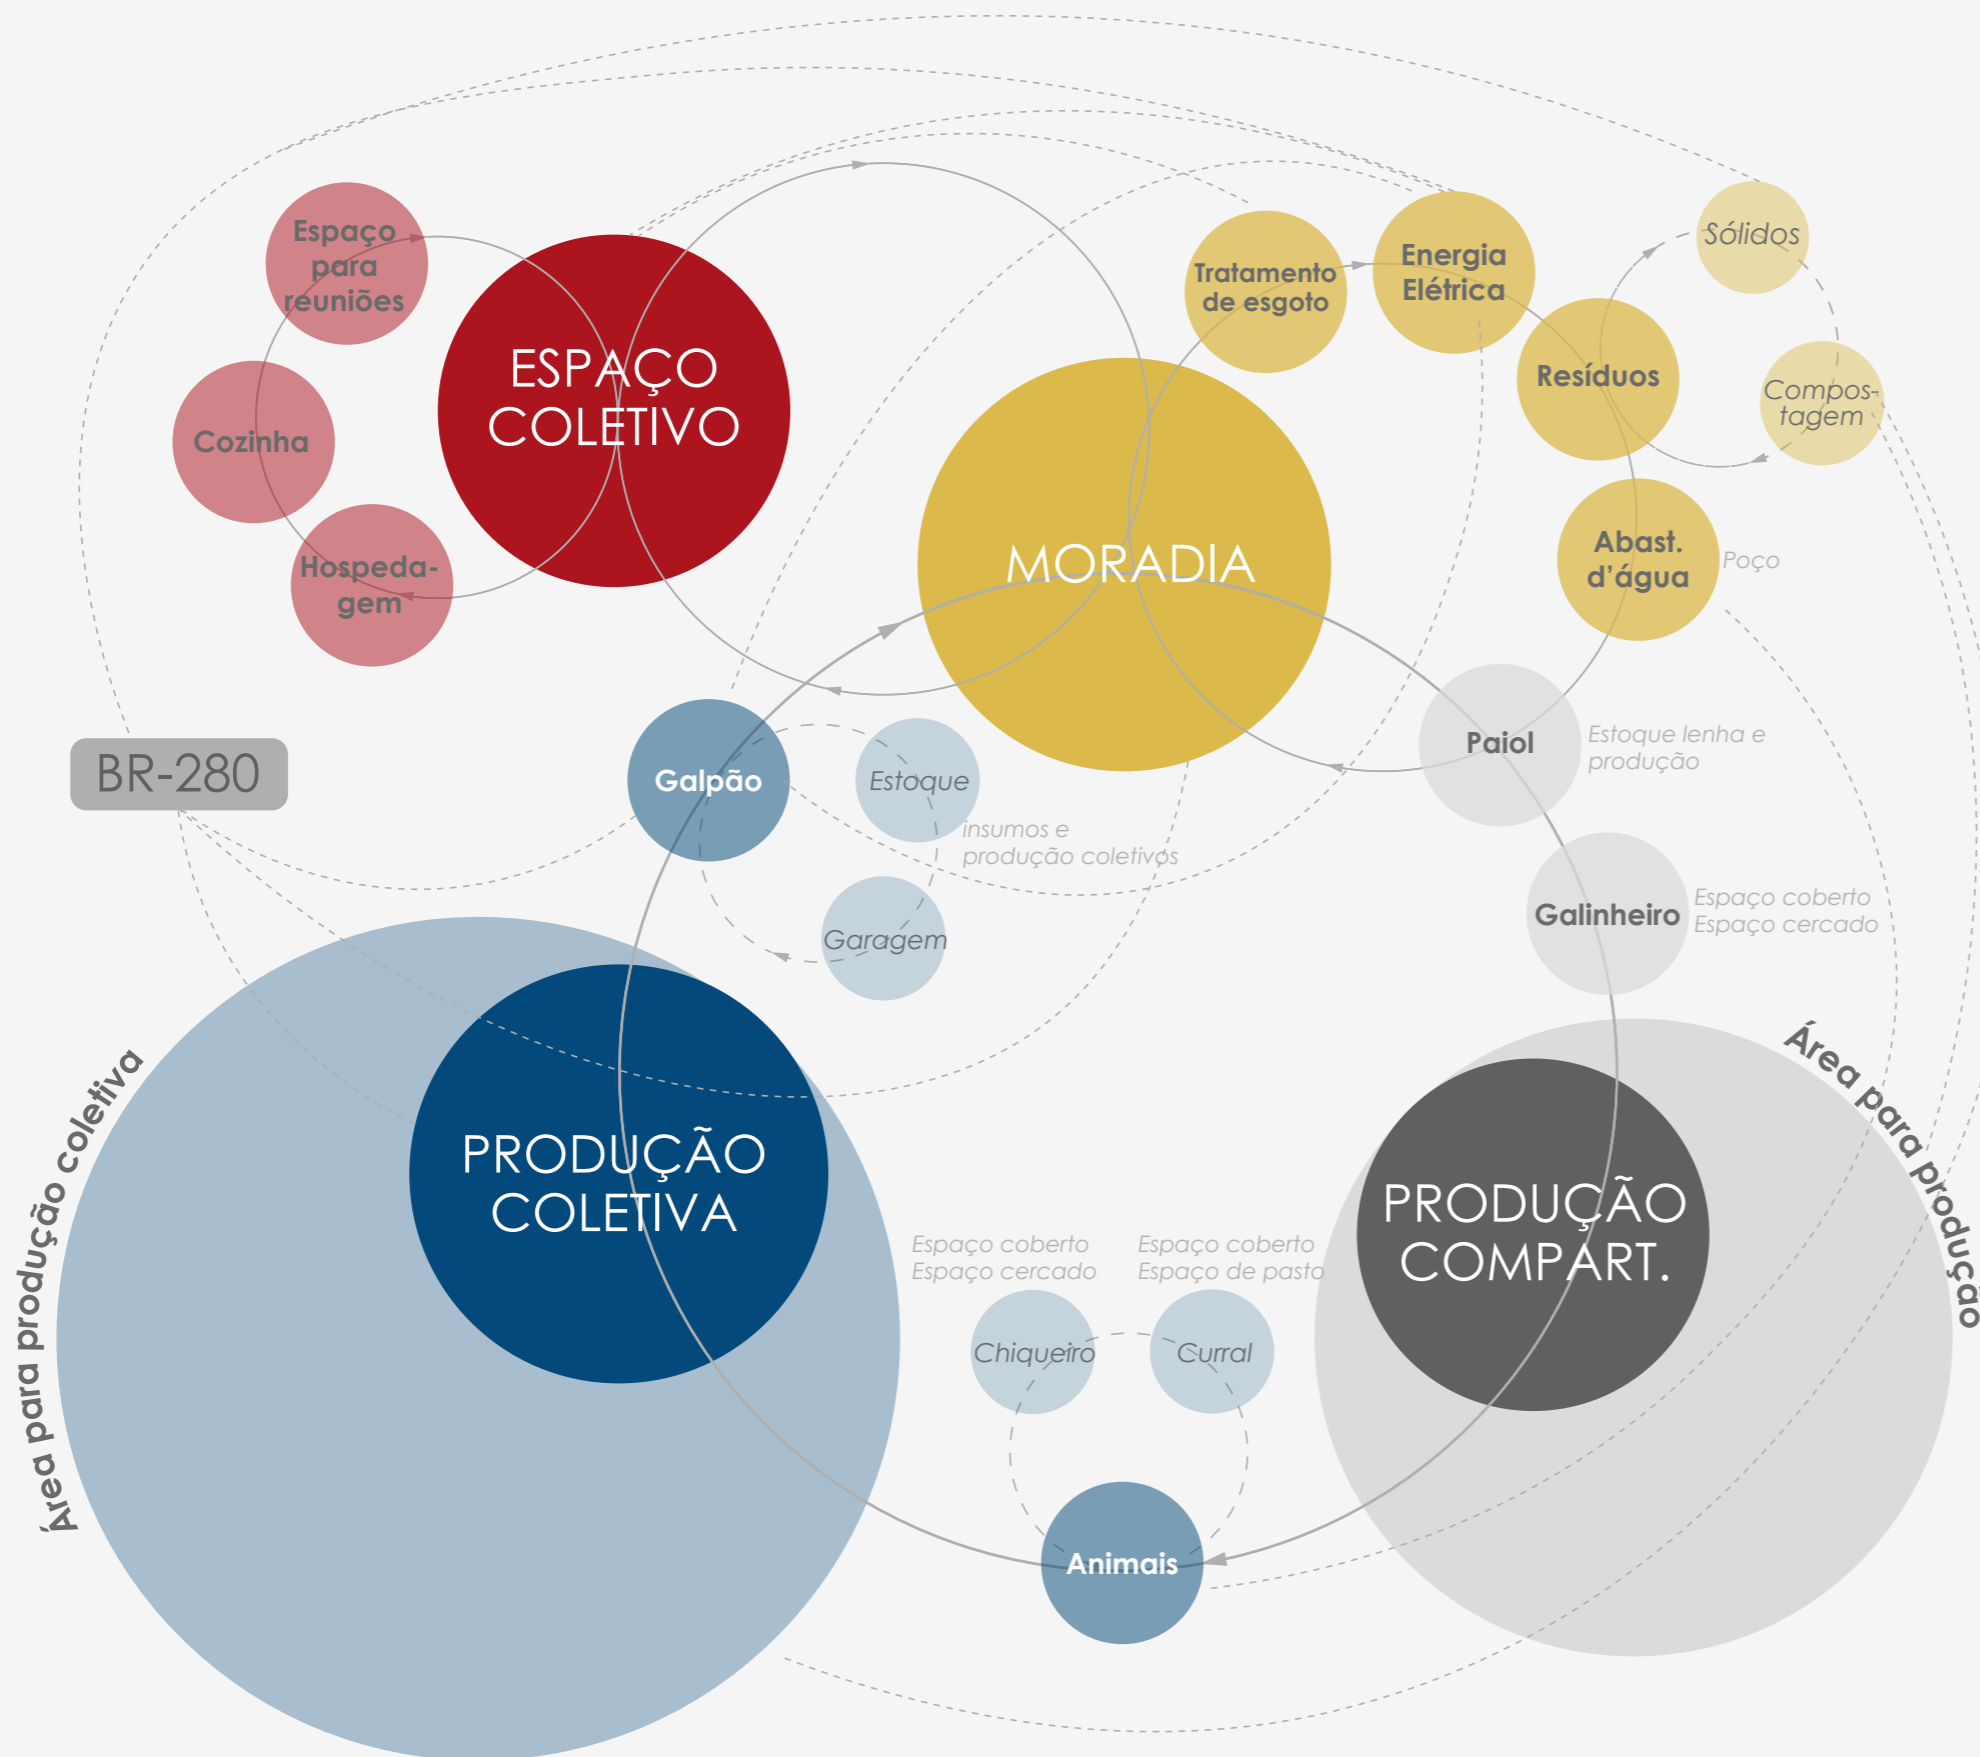 Espaço
para
reuniões
Cozinha
Hospeda-
gem
ESPAÇO
COLETIVO
Tratamento
de esgoto
Energia
Elétrica
Sólidos
Resíduos
Compos-
tagem
Abast.
d’água
Poço
MORADIA
BR-280
Galpão
Estoque
insumos e
produção coletivos
Garagem
Paiol
Estoque lenha e
produção
Galinheiro
Espaço coberto
Espaço cercado
Área para produção coletiva
PRODUÇÃO
COLETIVA
Área para produção
PRODUÇÃO
COMPART.
Espaço coberto
Espaço cercado
Espaço coberto
Espaço de pasto
Chiqueiro
Curral
Animais